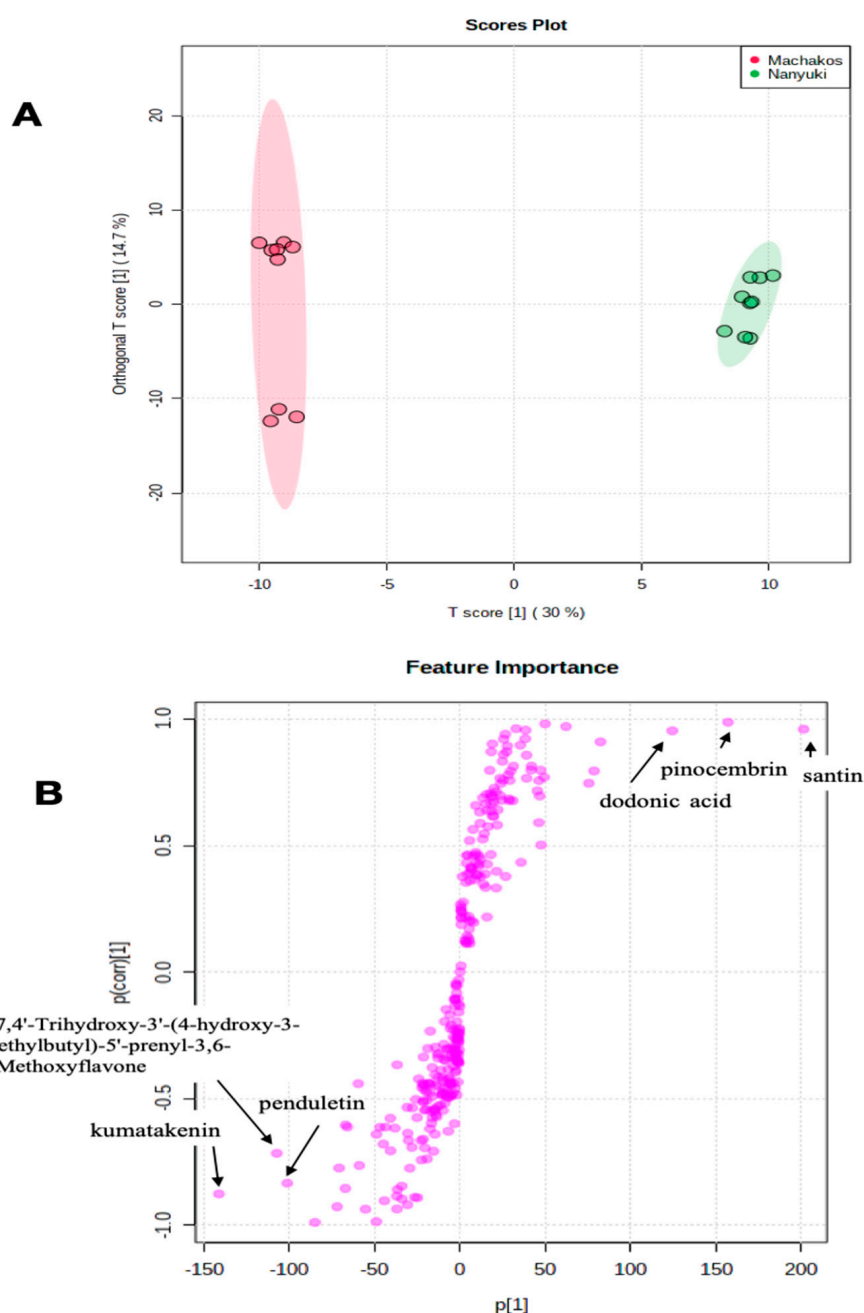 Scores Plot
A
Machakos
Nanyuki
Orthogonal T score [1] ( 14.7 %)
20
10
0
-10
-20
-10
-5
0
5
10
T score [1] ( 30 %)
Feature Importance
B
p(corr)[1]
1.0
0.5
0.0
-0.5
-1.0
dodonic acid
pinocembrin
santin
7,4'-Trihydroxy-3'-(4-hydroxy-3-
ethylbutyl)-5'-prenyl-3,6-
Methoxyflavone
penduletin
kumatakenin
-150
-100
-50
0
50
100
150
200
p[1]